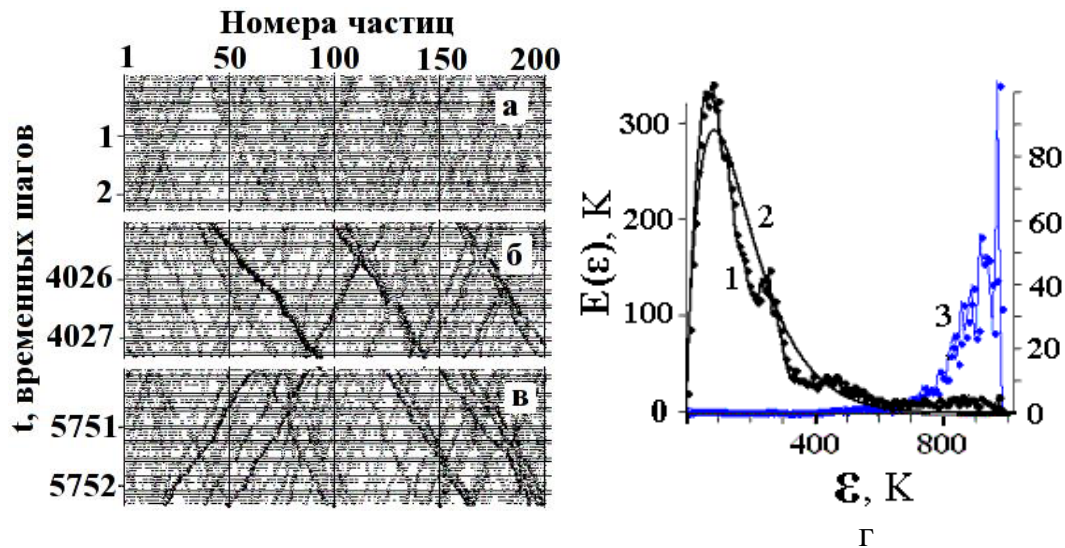 Номера частиц
1 50 100 150 200
t, временных шагов
а
1
2
б
4026
4027
в
5751
5752
E(ε), K
300
200
100
0
1
2
3
80
60
40
20
0
400 800
ε, K
г